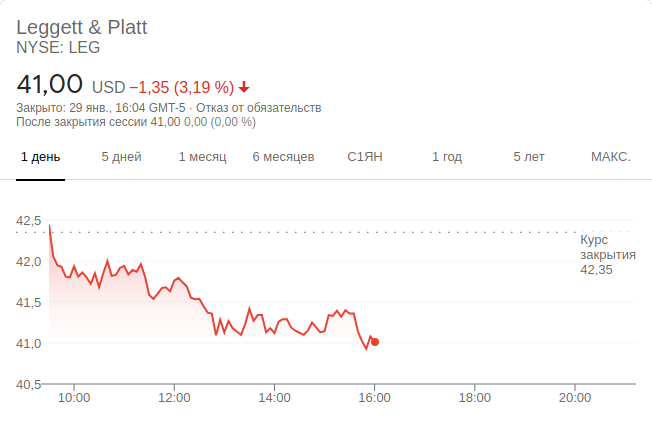 Leggett & Platt
NYSE: LEG
41,00 USD −1,35 (3,19 %)
Закрыто: 29 янв., 16:04 GMT-5 · Отказ от обязательств
После закрытия сессии 41,00 0,00 (0,00 %)
1 день 5 дней 1 месяц 6 месяцев С1ЯН 1 год 5 лет МАКС.
42,5
Курс
закрытия
42,35
42,0
41,5
41,0
40,5
10:00 12:00 14:00 16:00 18:00 20:00